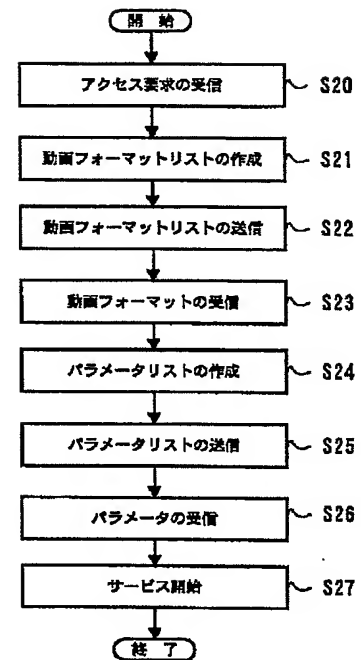 開 始
アクセス要求の受信 S20
動画フォーマットリストの作成 S21
動画フォーマットリストの送信 S22
動画フォーマットの受信 S23
パラメータリストの作成 S24
パラメータリストの送信 S25
パラメータの受信 S26
サービス開始 S27
終 了